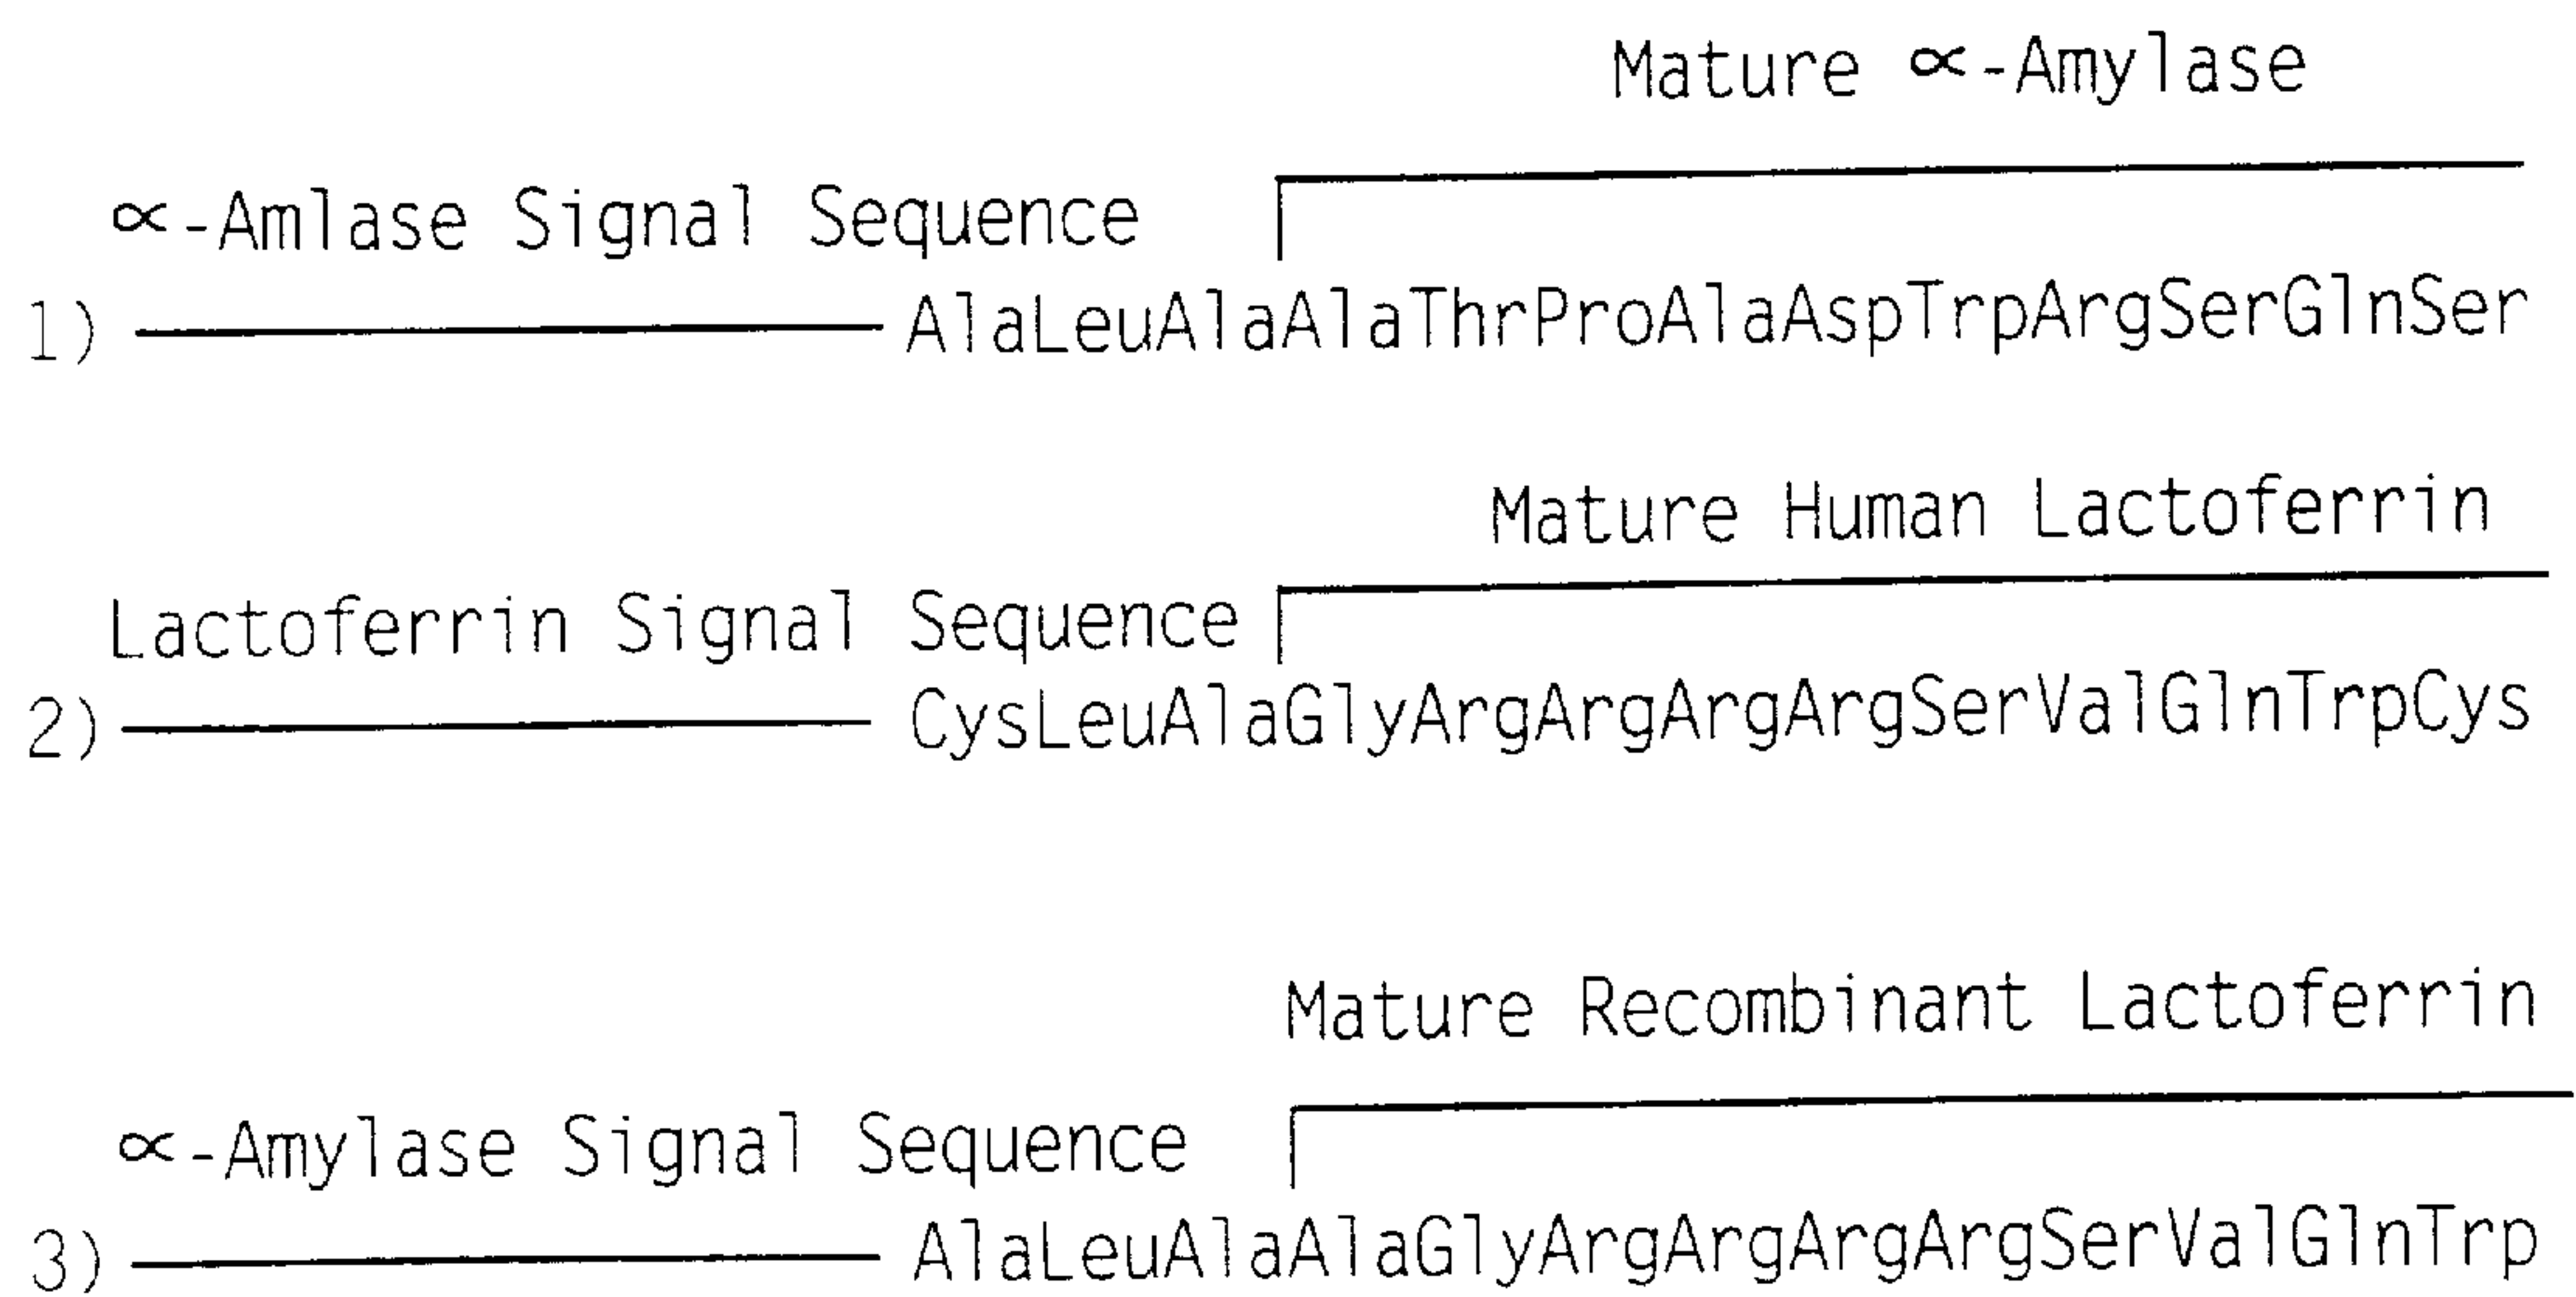 Mature ∝-Amylase
∝-Amlase Signal Sequence
1) AlaLeuAlaAlaThrProAlaAspTrpArgSerGlnSer
Mature Human Lactoferrin
Lactoferrin Signal Sequence
2) CysLeuAlaGlyArgArgArgArgSerValGlnTrpCys
Mature Recombinant Lactoferrin
∝-Amylase Signal Sequence
3) AlaLeuAlaAlaGlyArgArgArgArgSerValGlnTrp